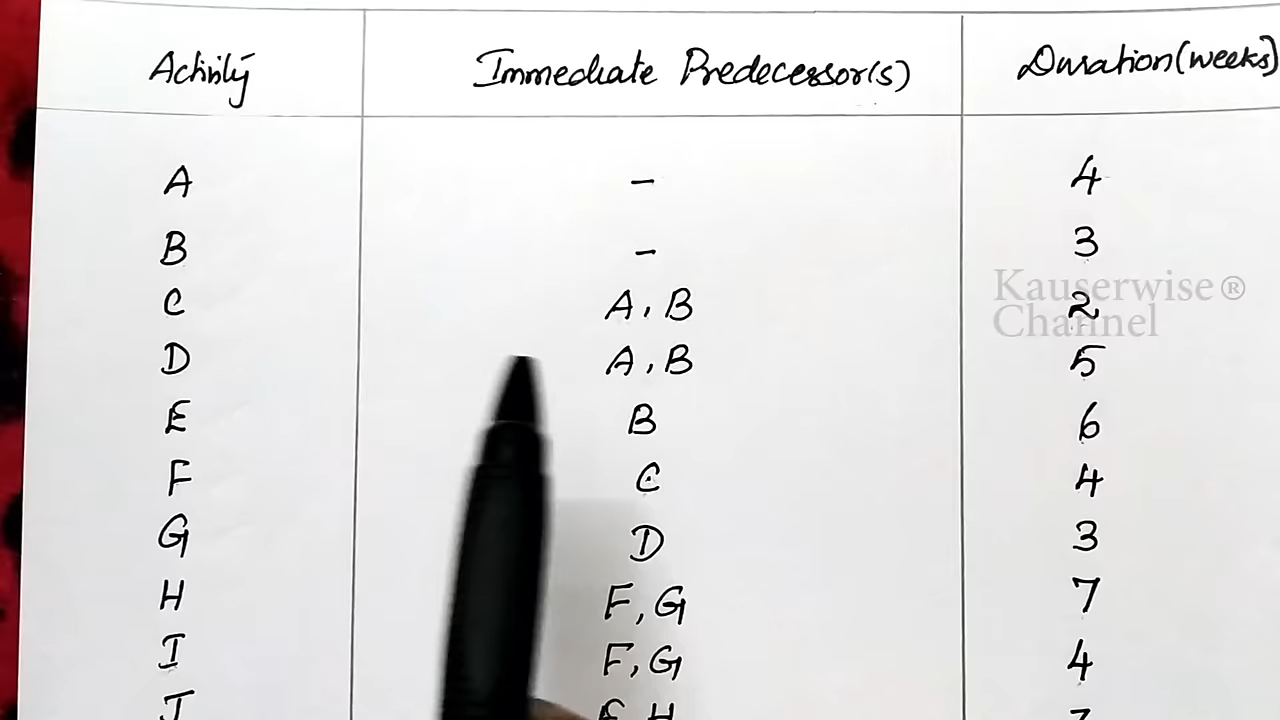 Activity Immediate Predecessor(s) Duration (weeks)
A - 4
B - 3
Kauserwise®
Channel
C A, B 2
D A, B 5
E B 6
F C 4
G D 3
H F, G 7
I F, G 4
J